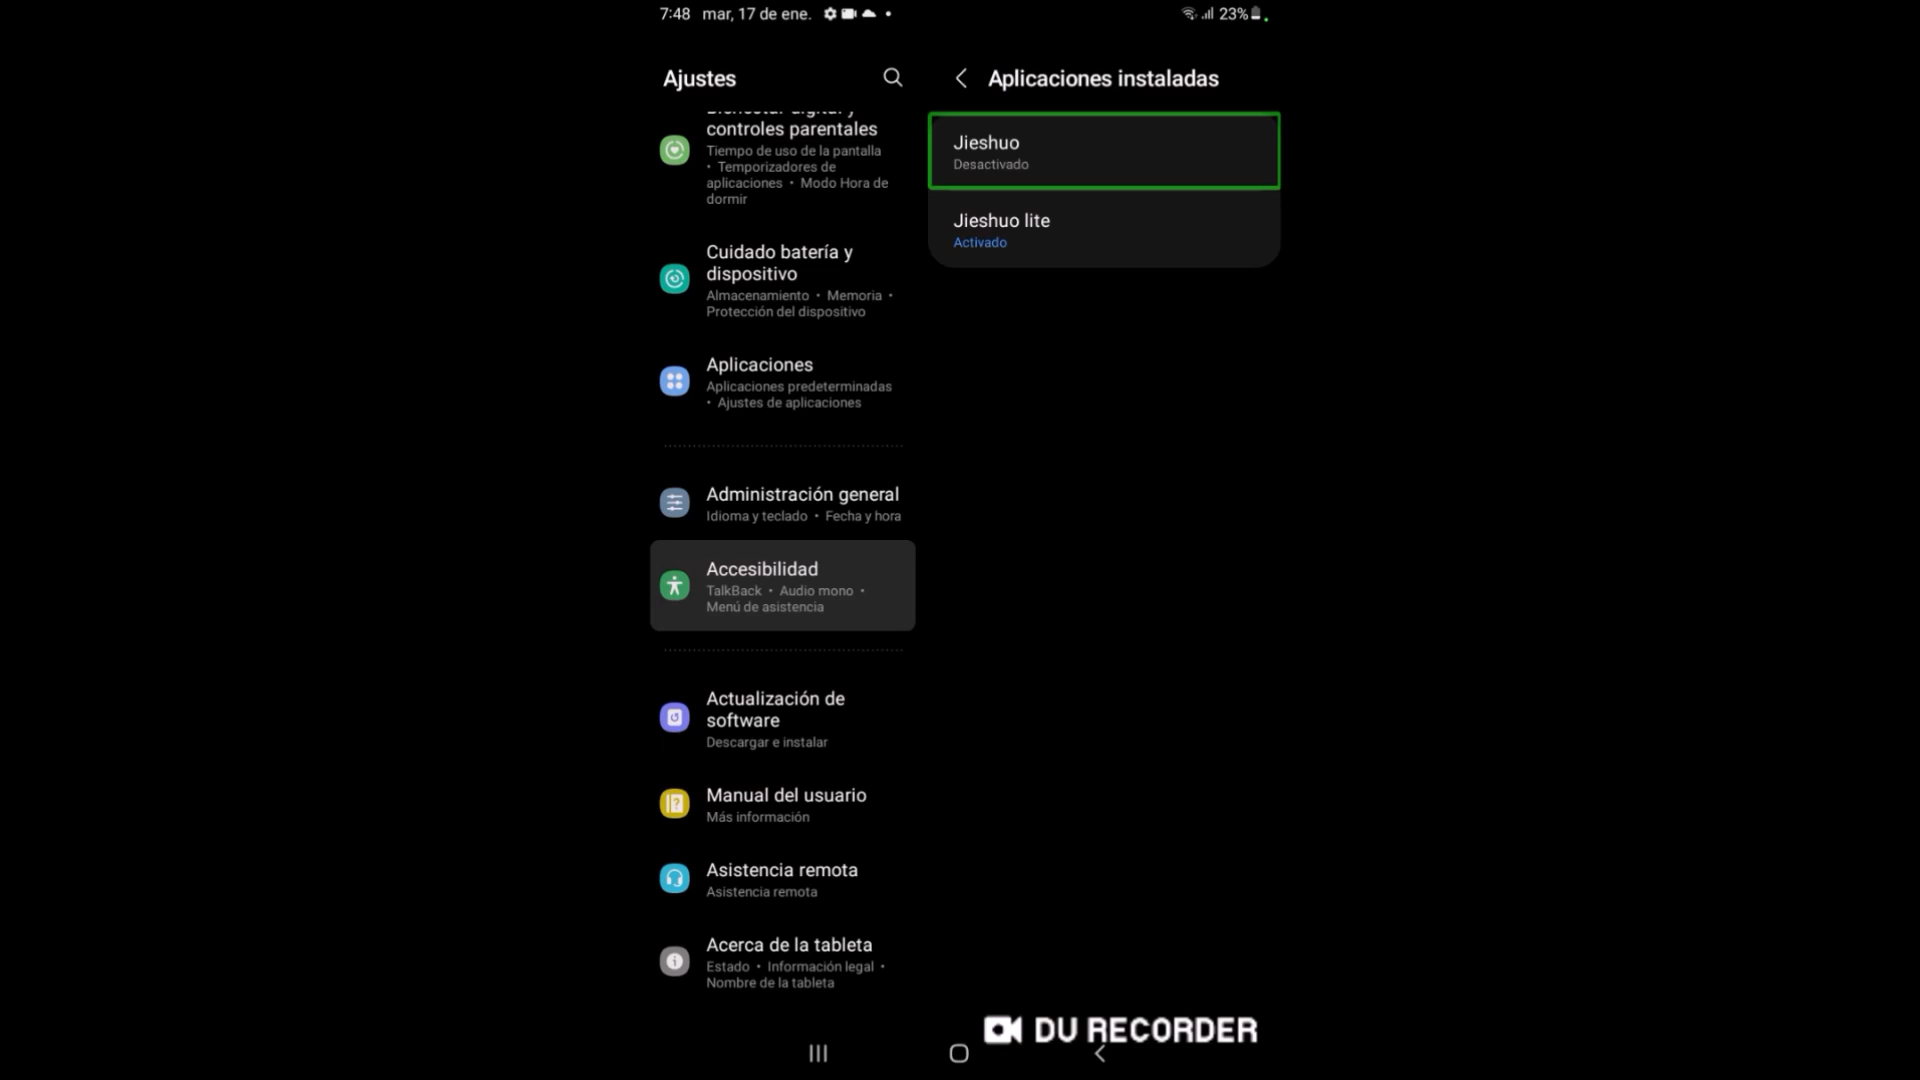 7:48 mar, 17 de ene.
23%
Ajustes
Bienestar digital y
controles parentales
Tiempo de uso de la pantalla
• Temporizadores de
aplicaciones • Modo Hora de
dormir
Cuidado batería y
dispositivo
Almacenamiento • Memoria •
Protección del dispositivo
Aplicaciones
Aplicaciones predeterminadas
• Ajustes de aplicaciones
Administración general
Idioma y teclado • Fecha y hora
Accesibilidad
TalkBack • Audio mono •
Menú de asistencia
Actualización de
software
Descargar e instalar
Manual del usuario
Más información
Asistencia remota
Asistencia remota
Acerca de la tableta
Estado • Información legal •
Nombre de la tableta
Aplicaciones instaladas
Jieshuo
Desactivado
Jieshuo lite
Activado
DU RECORDER